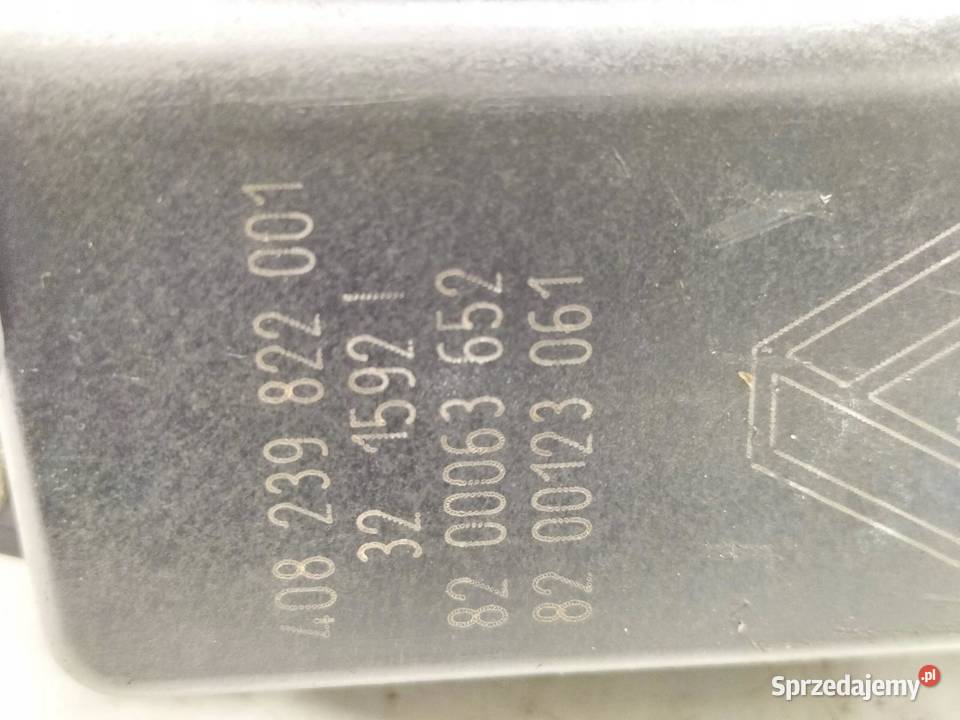 408 239 822 001
32 1592 I
82 00063 652
82 00123 061
Sprzedajemy.pl